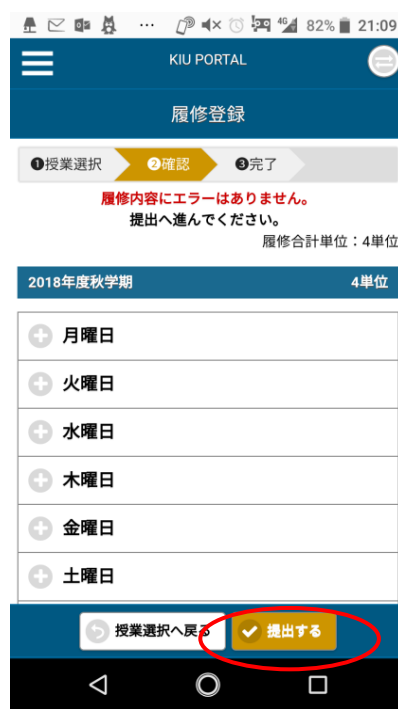 4G 82% 21:09
KIU PORTAL
履修登録
❶授業選択 ❷確認 ❸完了
履修内容にエラーはありません。
提出へ進んでください。
履修合計単位：4単位
2018年度秋学期 4単位
月曜日
火曜日
水曜日
木曜日
金曜日
土曜日
授業選択へ戻る 提出する